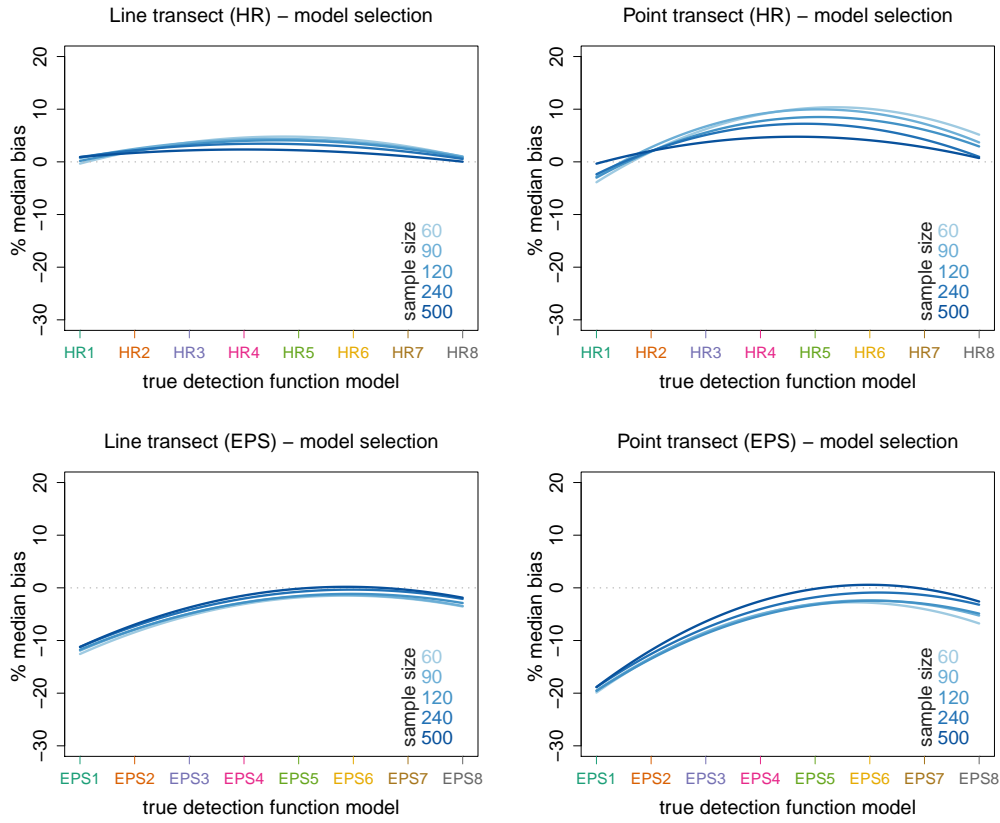 Line transect (HR) – model selection
% median bias
20
10
0
-10
-20
-30
sample size
60
90
120
240
500
HR1 HR2 HR3 HR4 HR5 HR6 HR7 HR8
true detection function model
Point transect (HR) – model selection
% median bias
20
10
0
-10
-20
-30
sample size
60
90
120
240
500
HR1 HR2 HR3 HR4 HR5 HR6 HR7 HR8
true detection function model
Line transect (EPS) – model selection
% median bias
20
10
0
-10
-20
-30
sample size
60
90
120
240
500
EPS1 EPS2 EPS3 EPS4 EPS5 EPS6 EPS7 EPS8
true detection function model
Point transect (EPS) – model selection
% median bias
20
10
0
-10
-20
-30
sample size
60
90
120
240
500
EPS1 EPS2 EPS3 EPS4 EPS5 EPS6 EPS7 EPS8
true detection function model